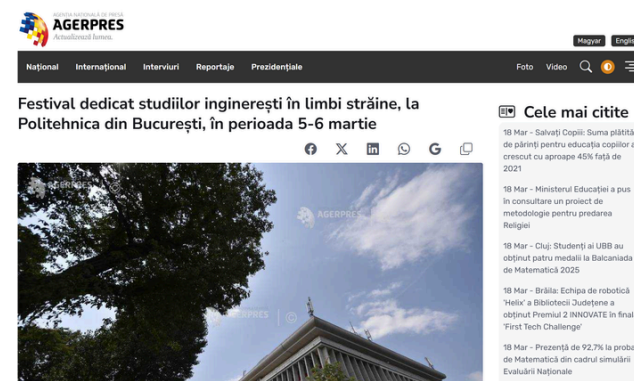 AGENȚIA NAȚIONALĂ DE PRESĂ
AGERPRES
Actualizează lumea.
Magyar
Național
Internațional
Interviuri
Reportaje
Prezidențiale
Foto
Video
Festival dedicat studiilor inginerești în limbi străine, la
Politehnica din București, în perioada 5-6 martie
AGERPRES
AGERPRES
AGERPRES
Cele mai citite
18 Mar - Salvați Copiii: Suma plătită
de părinți pentru educația copiilor a
crescut cu aproape 45% față de
2021
18 Mar - Ministerul Educației a pus
în consultare un proiect de
metodologie pentru predarea
Religiei
18 Mar - Cluj: Studenți ai UBB au
obținut patru medalii la Balcaniada
de Matematică 2025
18 Mar - Brăila: Echipa de robotică
'Helix' a Bibliotecii Județene a
obținut Premiul 2 INNOVATE în final
'First Tech Challenge'
18 Mar - Prezență de 92,7% la proba
de Matematică din cadrul simulării
Evaluării Naționale